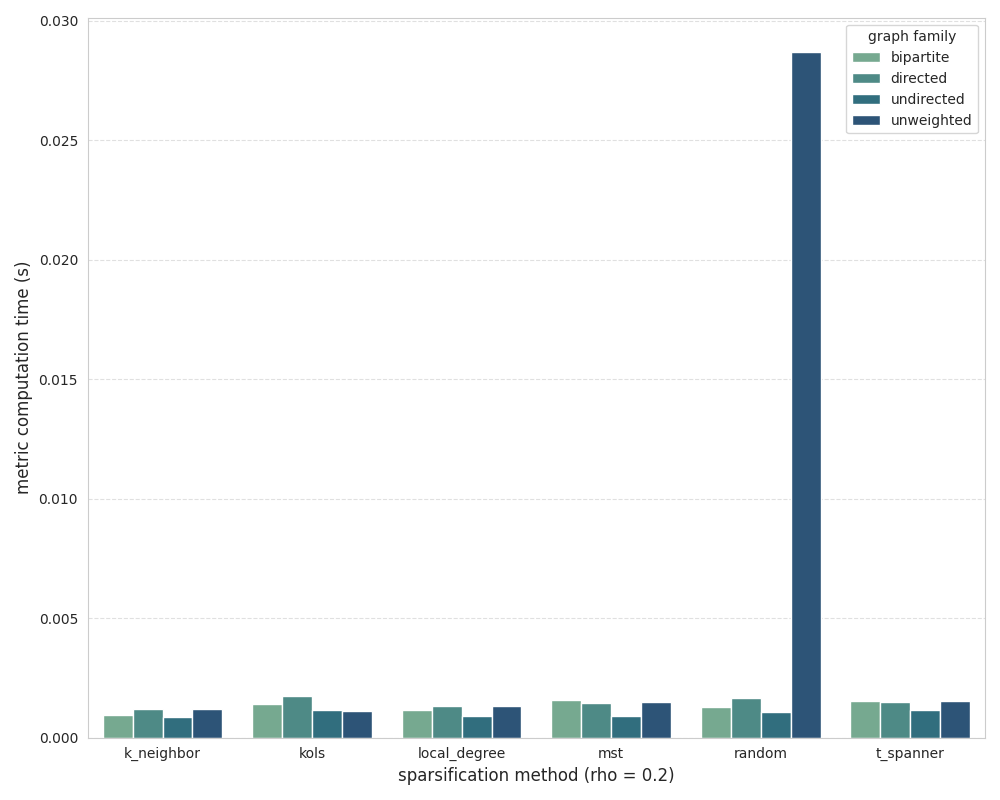 graph family
bipartite
directed
undirected
unweighted
metric computation time (s)
0.030
0.025
0.020
0.015
0.010
0.005
0.000
k_neighbor kols local_degree mst random t_spanner
sparsification method (rho = 0.2)